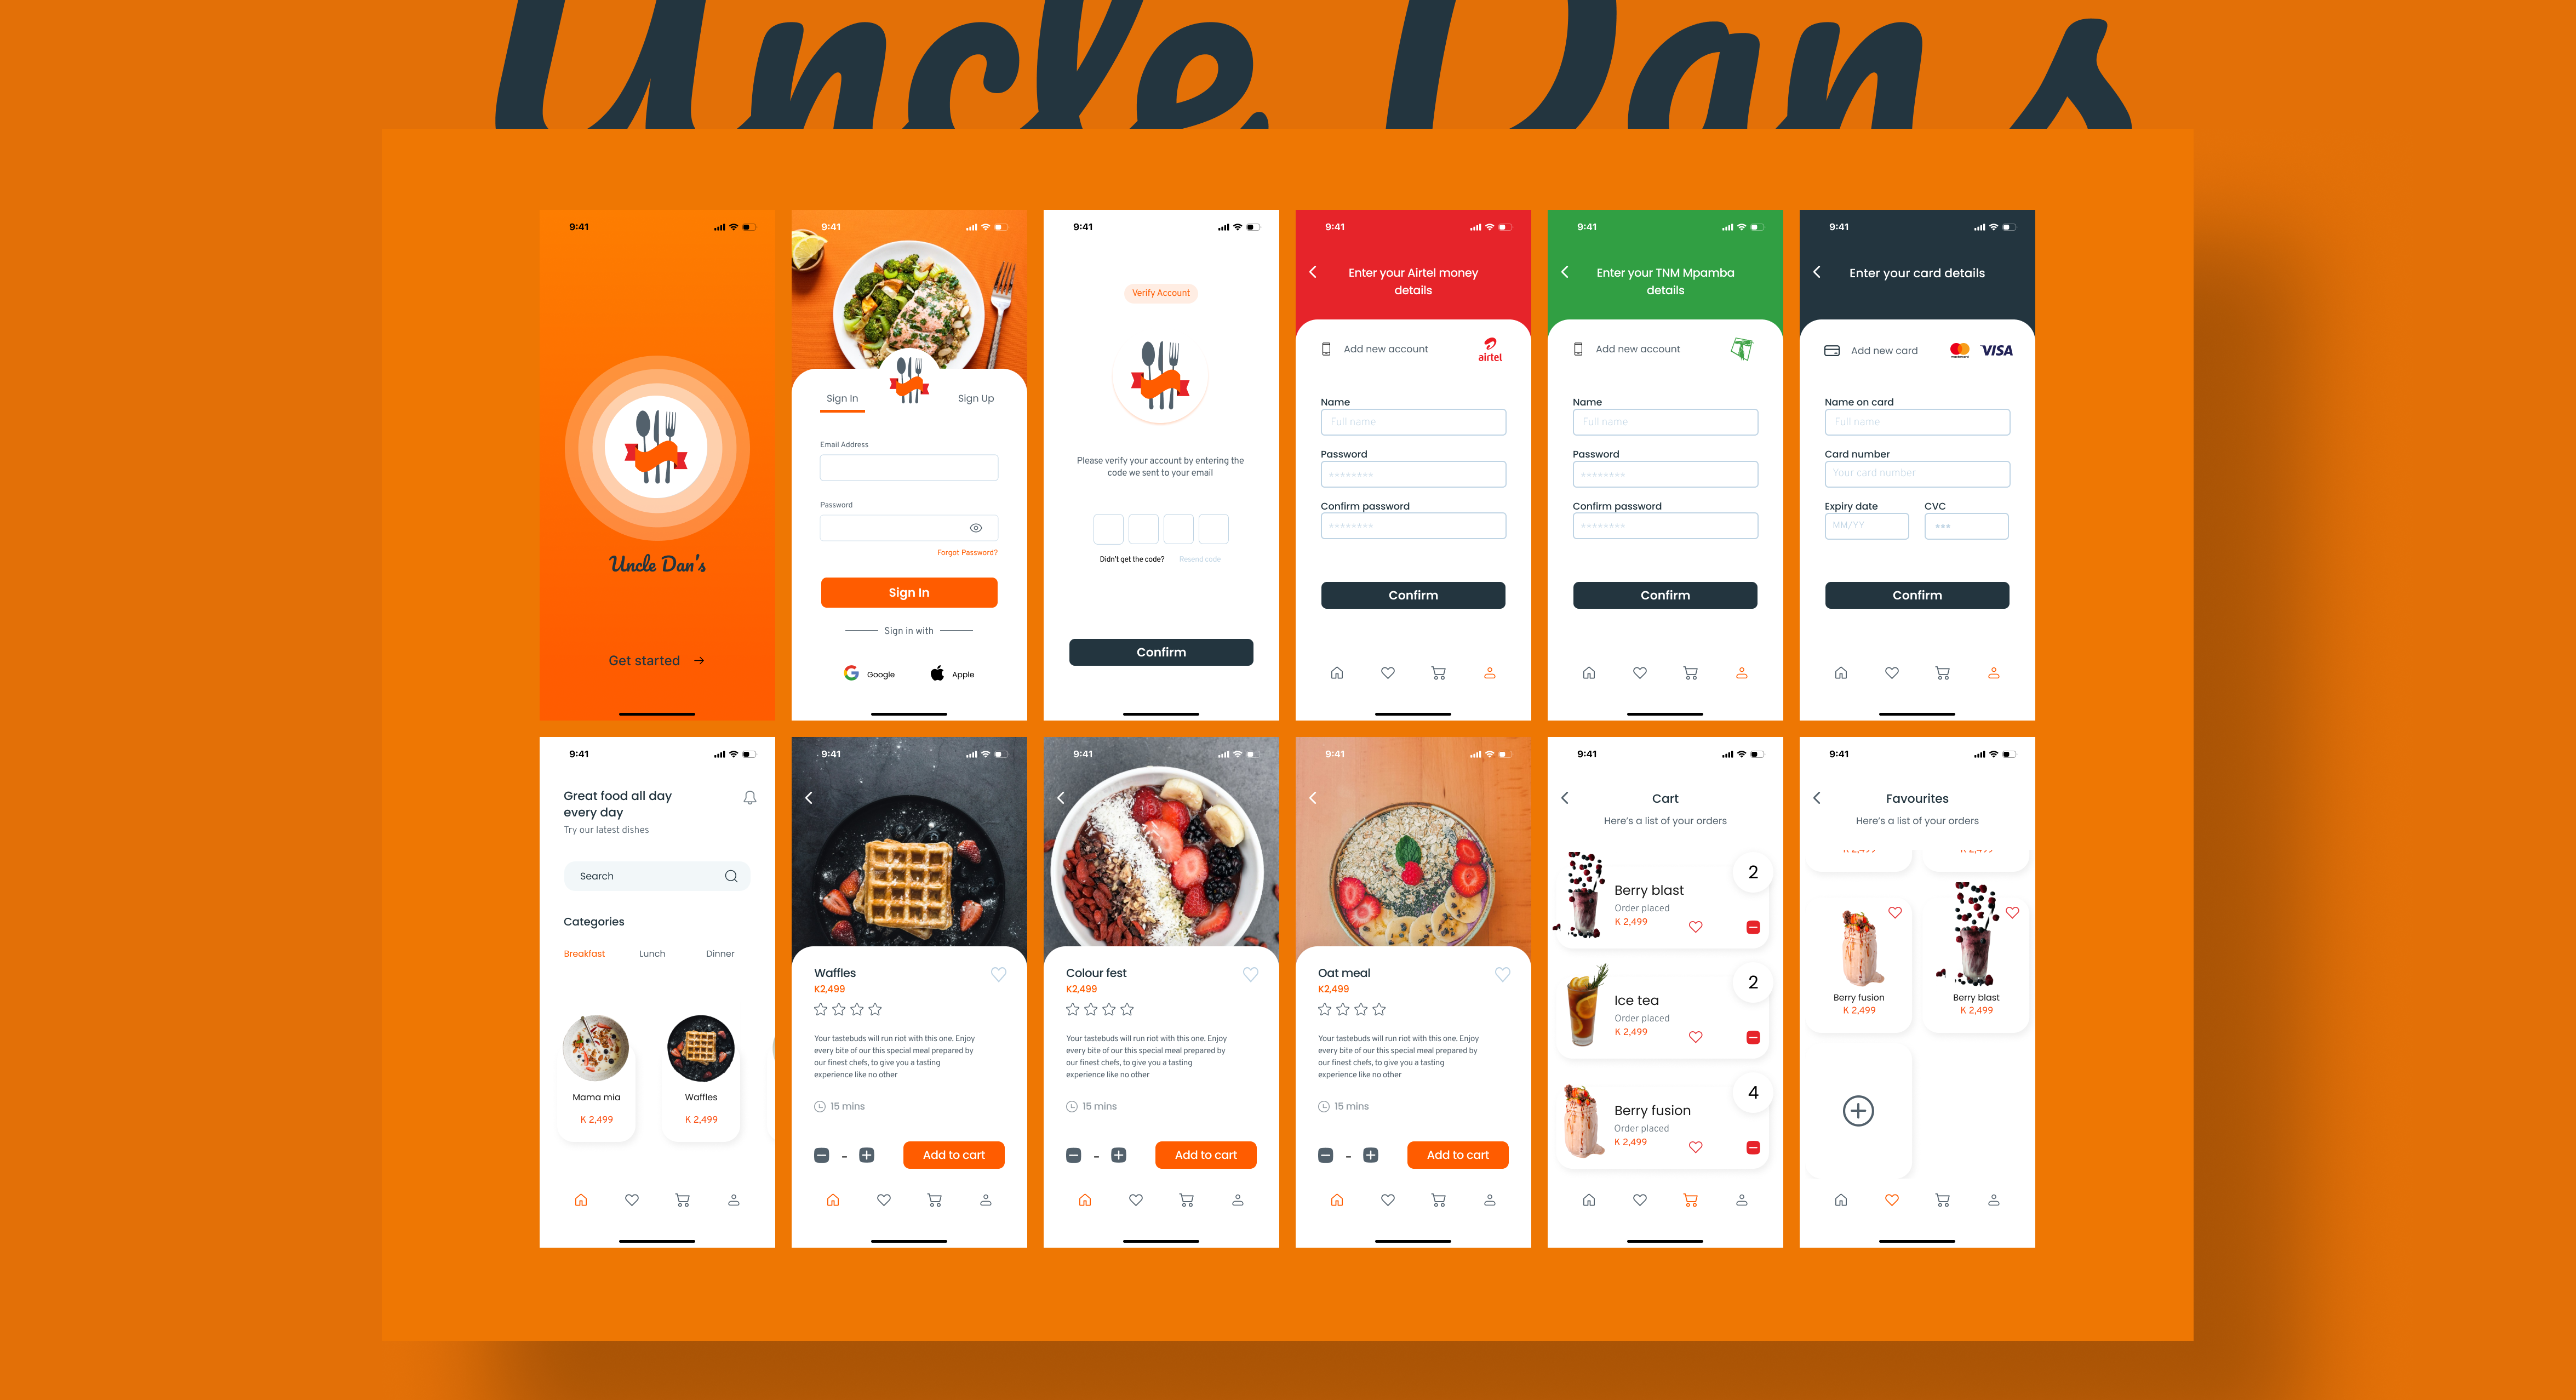 Uncle Dan's
9:41
Uncle Dan's
Get started
9:41
Sign In
Sign Up
Email Address
Password
Forgot Password?
Sign In
Sign in with
Google
Apple
9:41
Verify Account
Please verify your account by entering the
code we sent to your email
Didn't get the code?
Resend code
Confirm
9:41
Enter your Airtel money
details
Add new account
airtel
Name
Full name
Password
********
Confirm password
********
Confirm
9:41
Enter your TNM Mpamba
details
Add new account
Name
Full name
Password
********
Confirm password
********
Confirm
9:41
Enter your card details
Add new card
VISA
Name on card
Full name
Card number
Your card number
Expiry date
CVC
MM/YY
***
Confirm
9:41
Great food all day
every day
Try our latest dishes
Search
Categories
Breakfast
Lunch
Dinner
Mama mia
K 2,499
Waffles
K 2,499
9:41
Waffles
K2,499
Your tastebuds will run riot with this one. Enjoy
every bite of our this special meal prepared by
our finest chefs, to give you a tasting
experience like no other
15 mins
-
Add to cart
9:41
Colour fest
K2,499
Your tastebuds will run riot with this one. Enjoy
every bite of our this special meal prepared by
our finest chefs, to give you a tasting
experience like no other
15 mins
-
Add to cart
9:41
Oat meal
K2,499
Your tastebuds will run riot with this one. Enjoy
every bite of our this special meal prepared by
our finest chefs, to give you a tasting
experience like no other
15 mins
-
Add to cart
9:41
Cart
Here's a list of your orders
2
Berry blast
Order placed
K 2,499
2
Ice tea
Order placed
K 2,499
4
Berry fusion
Order placed
K 2,499
9:41
Favourites
Here's a list of your orders
K 2,499
K 2,499
Berry fusion
K 2,499
Berry blast
K 2,499